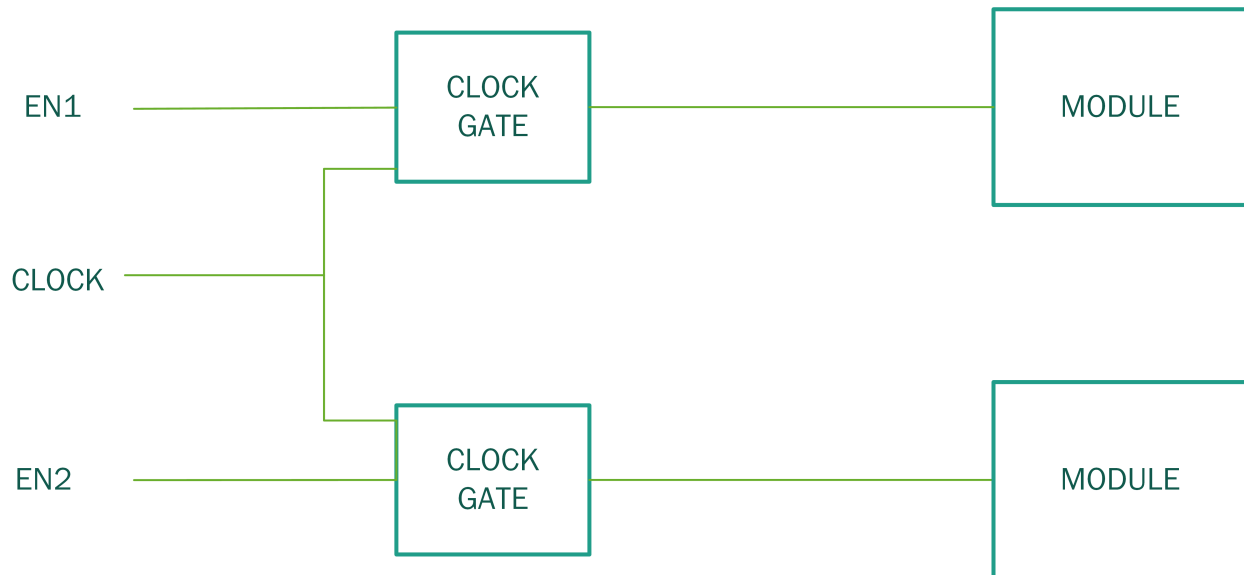 EN1
CLOCK
GATE
MODULE
CLOCK
EN2
CLOCK
GATE
MODULE